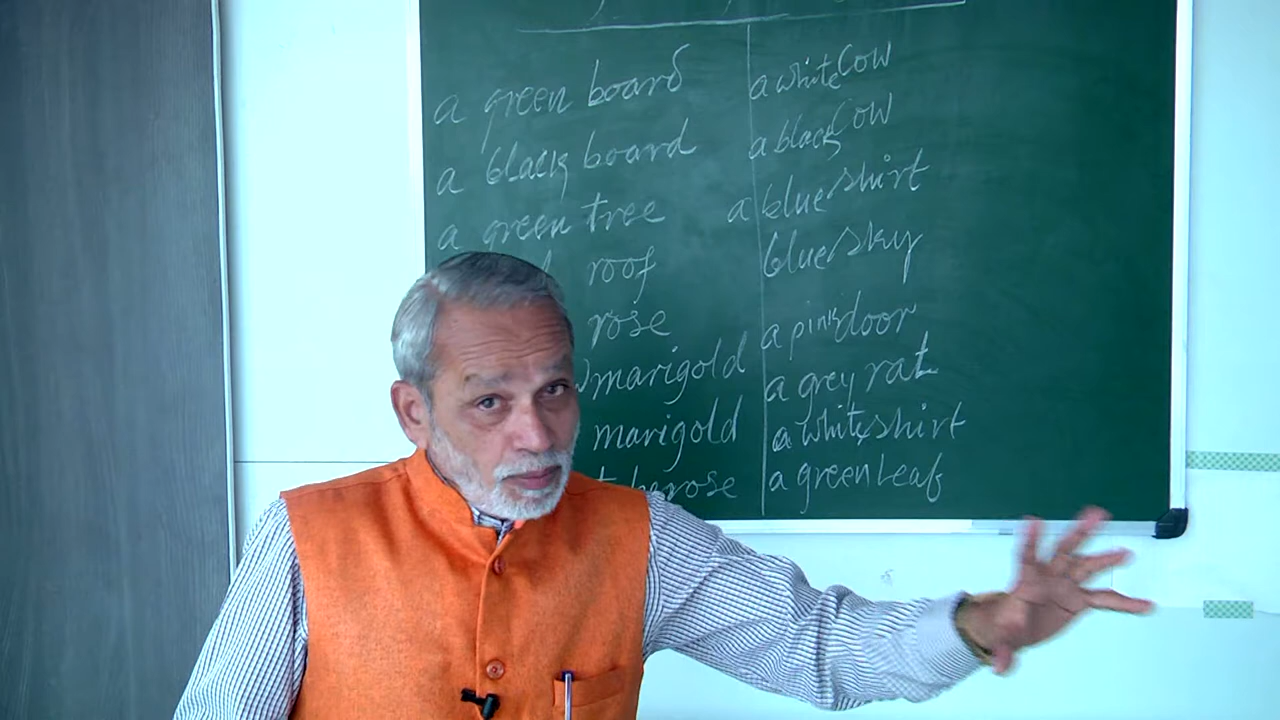 a green board
a black board
a green tree
roof
rose
marigold
marigold
a white Cow
a black Cow
a blue shirt
blue sky
a pink door
a grey rat
a white shirt
a green leaf